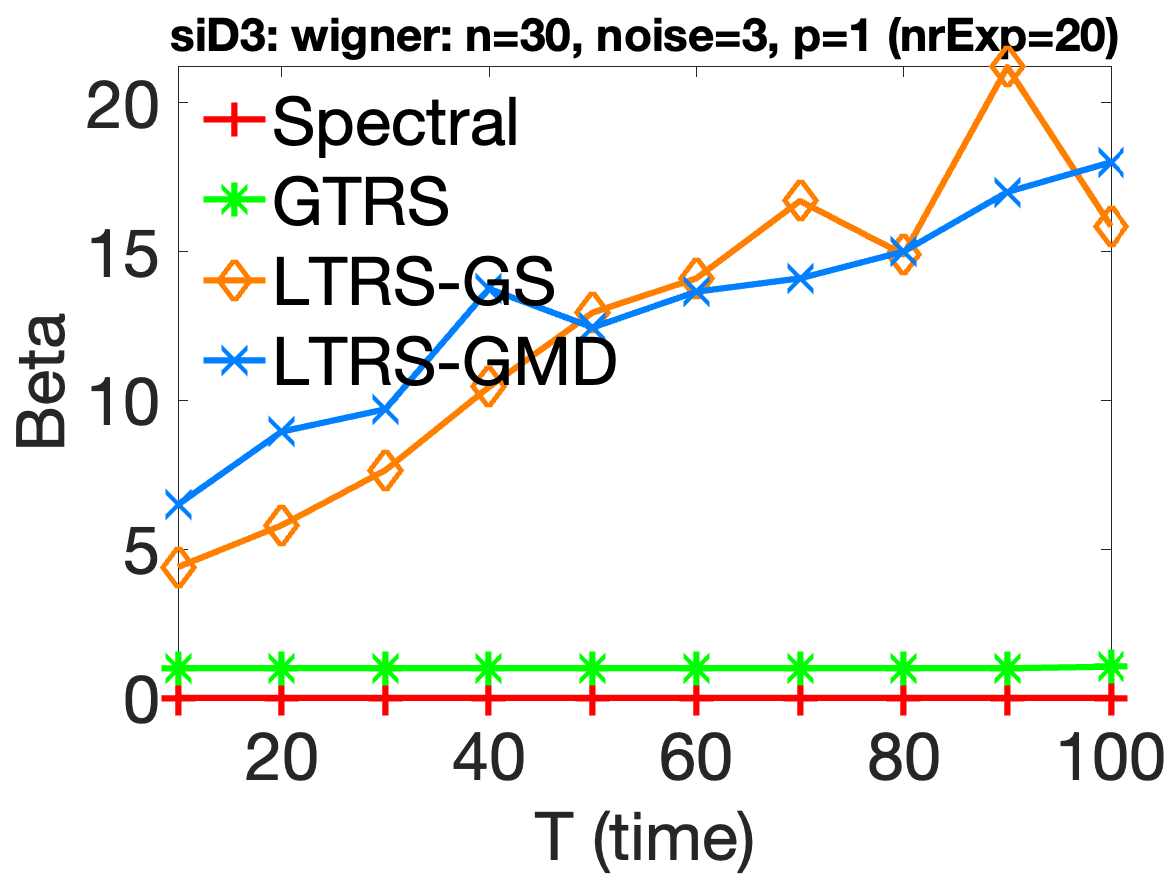 siD3: wigner: n=30, noise=3, p=1 (nrExp=20)
20
15
10
5
0
Beta
Spectral
GTRS
LTRS-GS
LTRS-GMD
20 40 60 80 100
T (time)